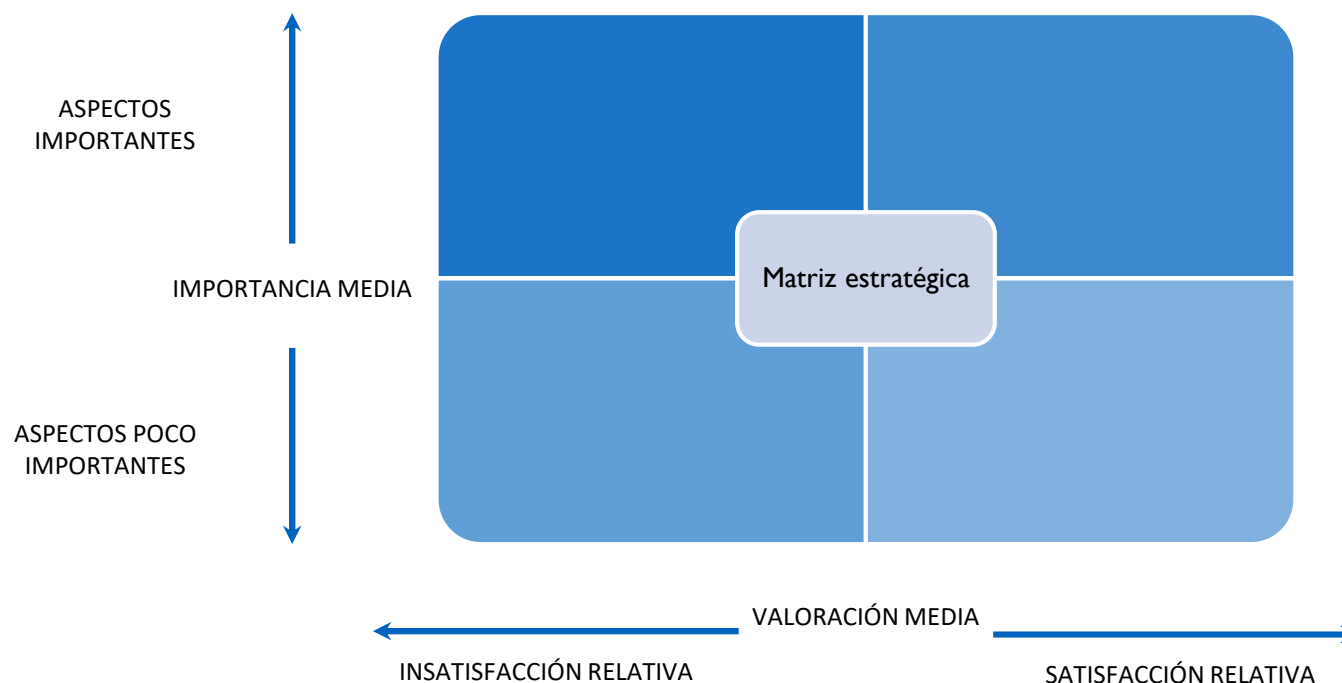 ASPECTOS
IMPORTANTES
Matriz estratégica
IMPORTANCIA MEDIA
ASPECTOS POCO
IMPORTANTES
VALORACIÓN MEDIA
INSATISFACCIÓN RELATIVA
SATISFACCIÓN RELATIVA